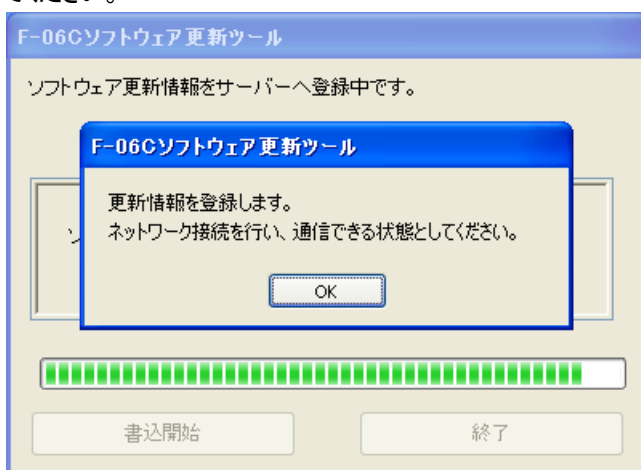 ください。
F-06Cソフトウェア更新ツール
ソフトウェア更新情報をサーバーへ登録中です。
F-06Cソフトウェア更新ツール
更新情報を登録します。
ネットワーク接続を行い、通信できる状態としてください。
OK
書込開始
終了